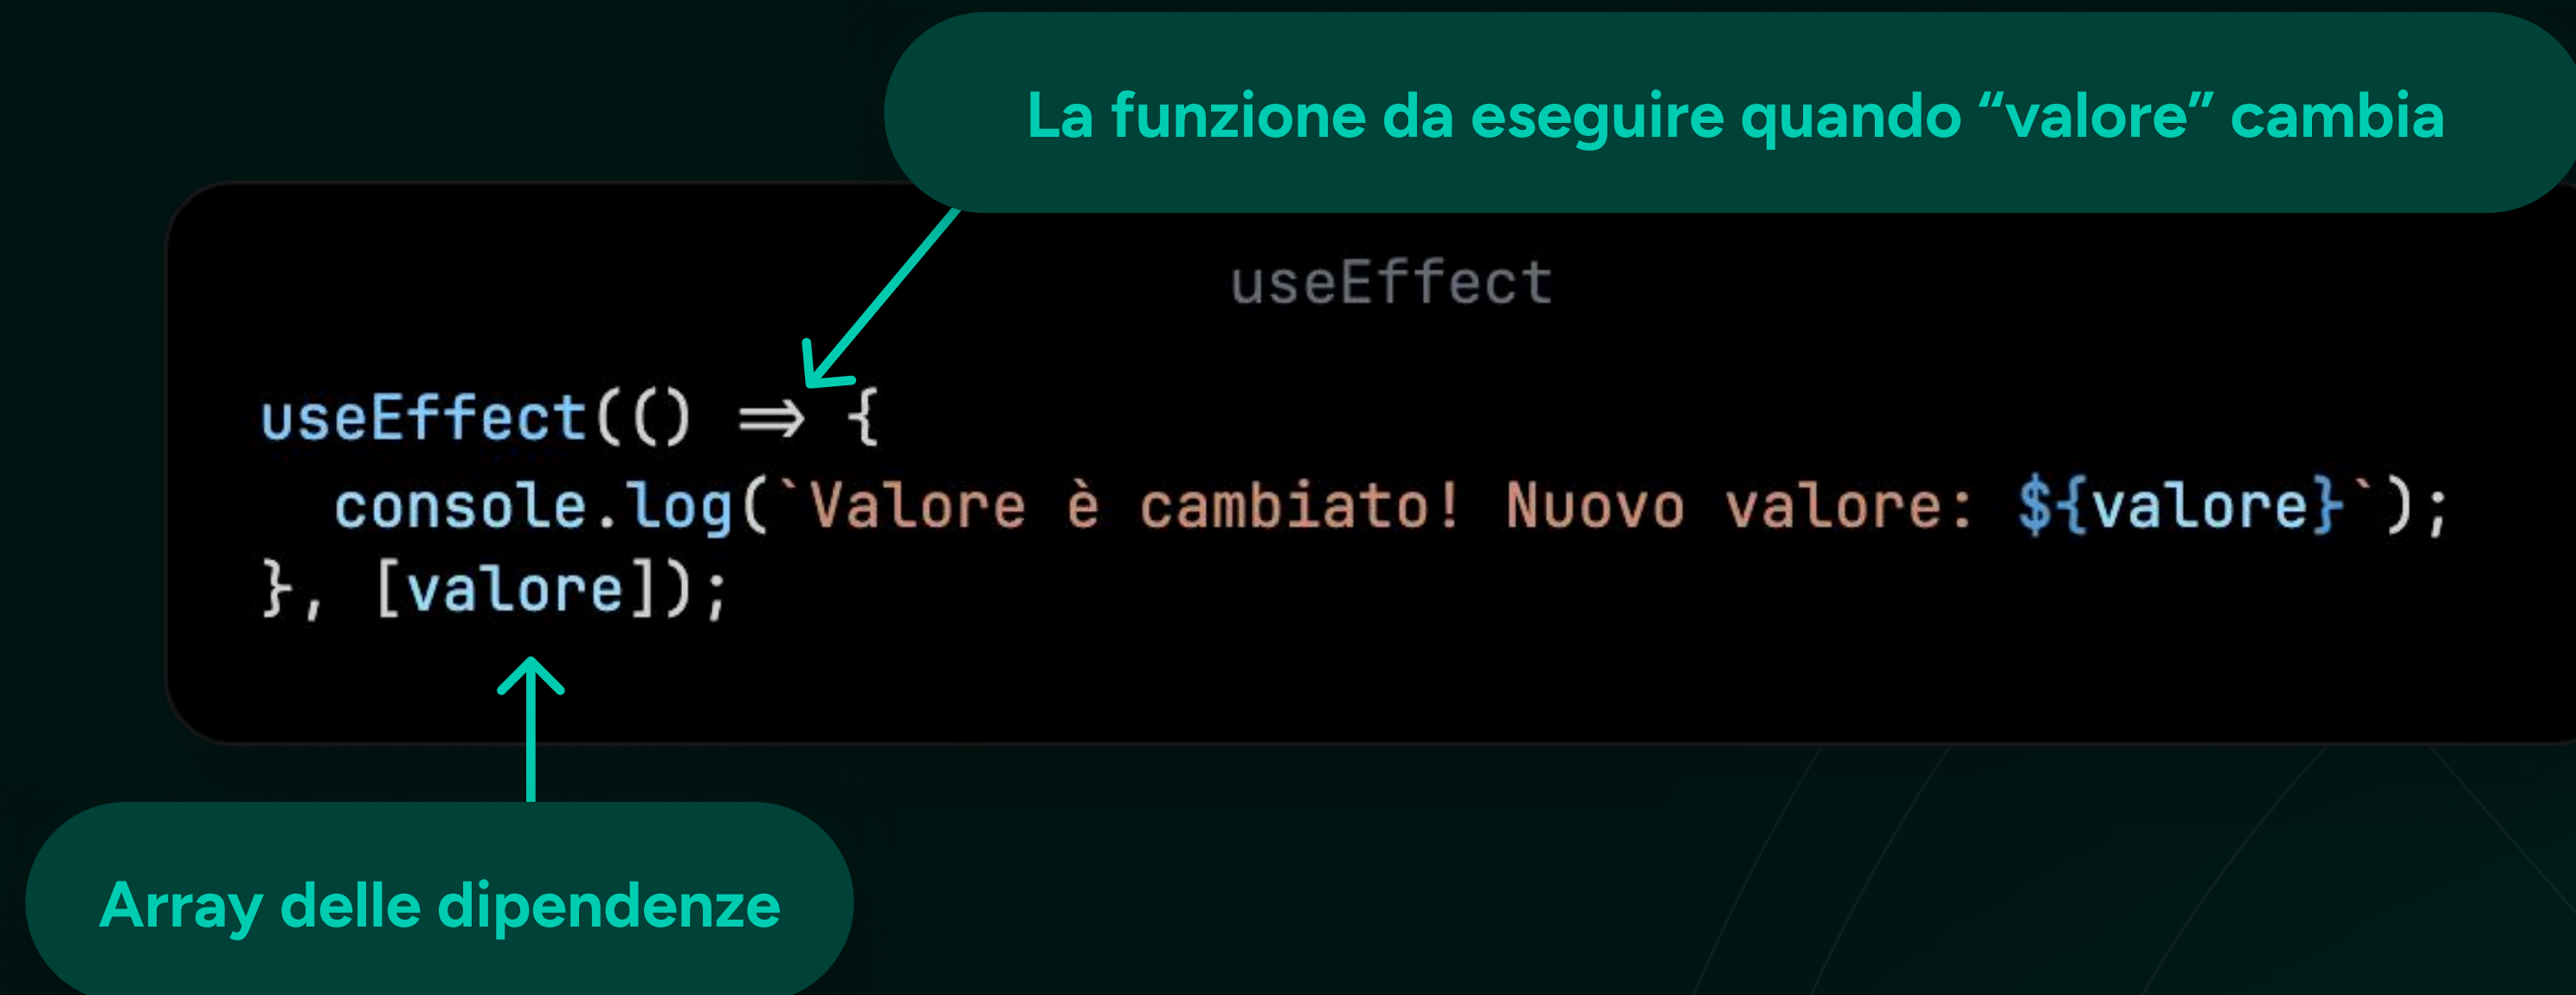 La funzione da eseguire quando “valore” cambia
useEffect
useEffect(() => {
  console.log(`Valore è cambiato! Nuovo valore: ${valore}`);
}, [valore]);
Array delle dipendenze